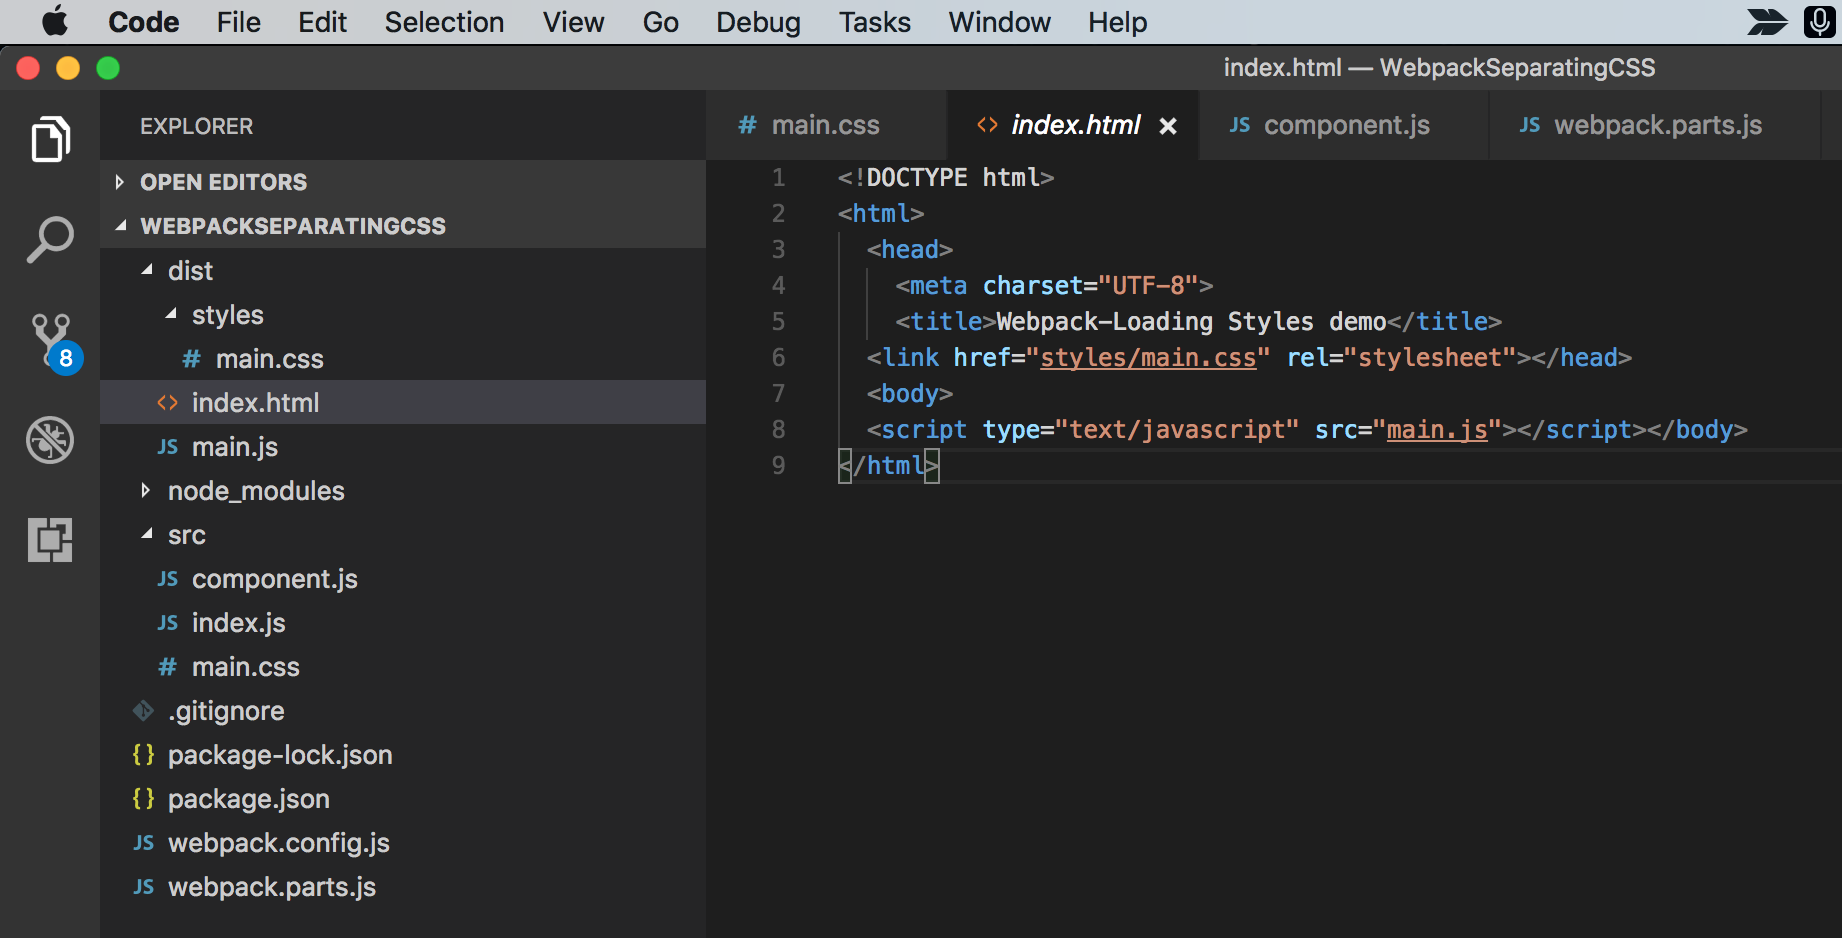 Code File Edit Selection View Go Debug Tasks Window Help
index.html — WebpackSeparatingCSS
EXPLORER
OPEN EDITORS
WEBPACKSEPARATINGCSS
dist
styles
# main.css
<> index.html
JS main.js
node_modules
src
JS component.js
JS index.js
# main.css
.gitignore
{} package-lock.json
{} package.json
JS webpack.config.js
JS webpack.parts.js
8
# main.css <> index.html × JS component.js JS webpack.parts.js
1 <!DOCTYPE html>
2 <html>
3 <head>
4 <meta charset="UTF-8">
5 <title>Webpack-Loading Styles demo</title>
6 <link href="styles/main.css" rel="stylesheet"></head>
7 <body>
8 <script type="text/javascript" src="main.js"></script></body>
9 </html>